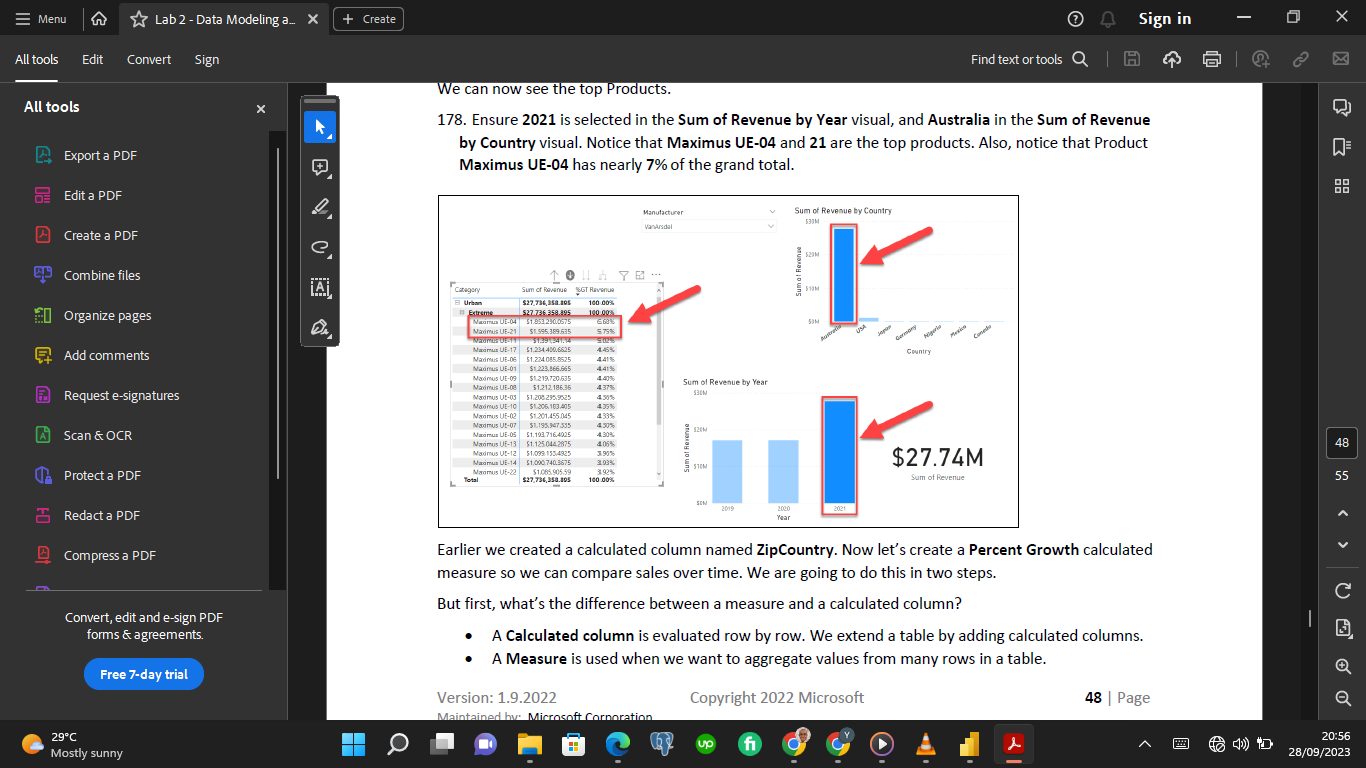 Menu
Lab 2 - Data Modeling a...
Create
Sign in
All tools
Edit
Convert
Sign
Find text or tools
All tools
Export a PDF
Edit a PDF
Create a PDF
Combine files
Organize pages
Add comments
Request e-signatures
Scan & OCR
Protect a PDF
Redact a PDF
Compress a PDF
Convert, edit and e-sign PDF
forms & agreements.
Free 7-day trial
We can now see the top Products.
178. Ensure 2021 is selected in the Sum of Revenue by Year visual, and Australia in the Sum of Revenue
by Country visual. Notice that Maximus UE-04 and 21 are the top products. Also, notice that Product
Maximus UE-04 has nearly 7% of the grand total.
Manufacturer
VanArsdel
Category Sum of Revenue %GT Revenue
Urban $27,736,358.895 100.00%
Extreme $27,736,358.895 100.00%
Maximus UE-04 $1,853,290.0575 6.68%
Maximus UE-21 $1,595,389.635 5.75%
Maximus UE-11 $1,391,341.14 5.02%
Maximus UE-17 $1,234,409.6625 4.45%
Maximus UE-06 $1,224,085.8525 4.41%
Maximus UE-01 $1,223,866.665 4.41%
Maximus UE-09 $1,219,720.635 4.40%
Maximus UE-08 $1,212,186.36 4.37%
Maximus UE-03 $1,208,295.9525 4.36%
Maximus UE-10 $1,206,183.405 4.35%
Maximus UE-02 $1,201,455.045 4.33%
Maximus UE-07 $1,193,947.335 4.30%
Maximus UE-05 $1,193,716.4925 4.30%
Maximus UE-13 $1,125,044.2875 4.06%
Maximus UE-12 $1,099,153.4925 3.96%
Maximus UE-14 $1,090,740.3675 3.93%
Maximus UE-22 $1,085,905.59 3.92%
Total $27,736,358.895 100.00%
Sum of Revenue by Country
Sum of Revenue
$30M
$20M
$10M
$0M
Australia
USA
Japan
Germany
Nigeria
Mexico
Canada
Country
Sum of Revenue by Year
Sum of Revenue
$30M
$20M
$10M
$0M
2019
2020
2021
Year
$27.74M
Sum of Revenue
Earlier we created a calculated column named ZipCountry. Now let’s create a Percent Growth calculated
measure so we can compare sales over time. We are going to do this in two steps.
But first, what’s the difference between a measure and a calculated column?
• A Calculated column is evaluated row by row. We extend a table by adding calculated columns.
• A Measure is used when we want to aggregate values from many rows in a table.
Version: 1.9.2022
Copyright 2022 Microsoft
48 | Page
Maintained by: Microsoft Corporation
48
55
29°C
Mostly sunny
up
fi
Y
20:56
28/09/2023